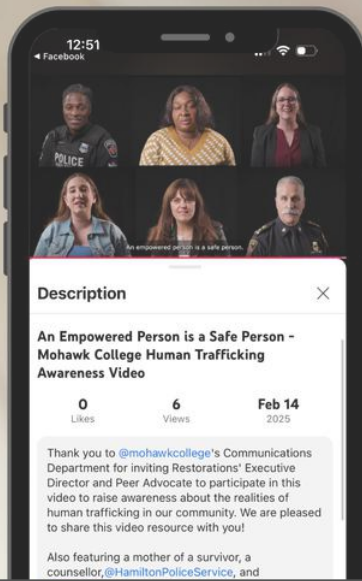 12:51
◀ Facebook
POLICE
An empowered person is a safe person.
Description
An Empowered Person is a Safe Person -
Mohawk College Human Trafficking
Awareness Video
0
Likes
6
Views
Feb 14
2025
Thank you to @mohawkcollege's Communications
Department for inviting Restorations' Executive
Director and Peer Advocate to participate in this
video to raise awareness about the realities of
human trafficking in our community. We are pleased
to share this video resource with you!
Also featuring a mother of a survivor, a
counsellor,@HamiltonPoliceService, and